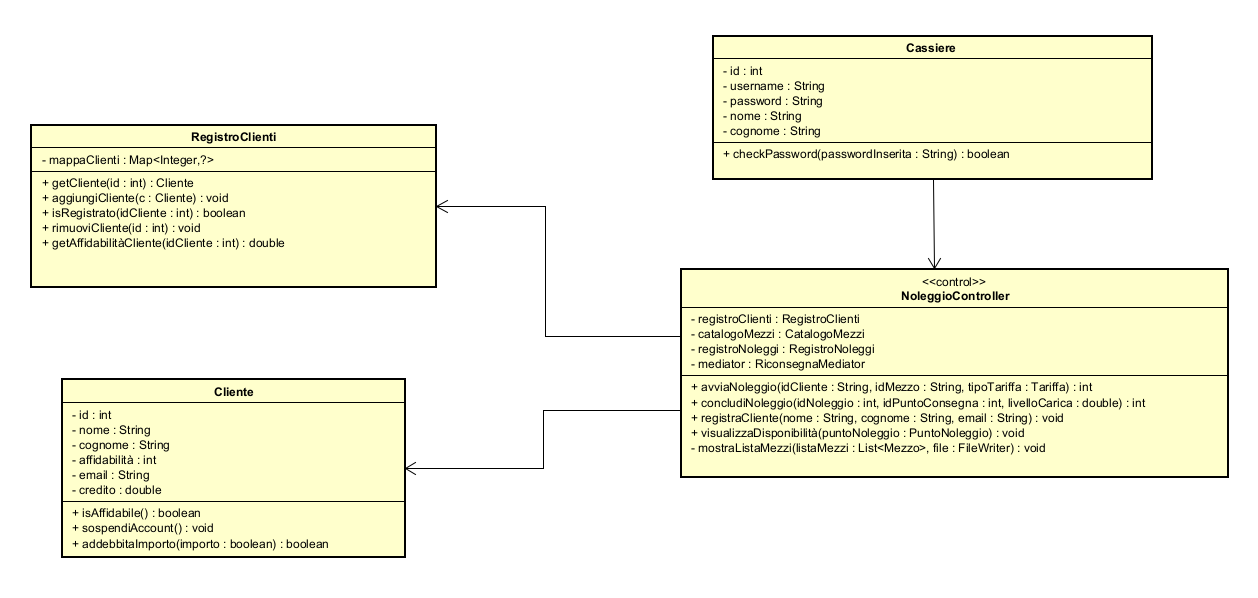 Cassiere
- id : int
- username : String
- password : String
- nome : String
- cognome : String
+ checkPassword(passwordInserita : String) : boolean
RegistroClienti
- mappaClienti : Map<Integer,?>
+ getCliente(id : int) : Cliente
+ aggiungiCliente(c : Cliente) : void
+ isRegistrato(idCliente : int) : boolean
+ rimuoviCliente(id : int) : void
+ getAffidabilitàCliente(idCliente : int) : double
<<control>>
NoleggioController
- registroClienti : RegistroClienti
- catalogoMezzi : CatalogoMezzi
- registroNoleggi : RegistroNoleggi
- mediator : RiconsegnaMediator
+ avviaNoleggio(idCliente : String, idMezzo : String, tipoTariffa : Tariffa) : int
+ concludiNoleggio(idNoleggio : int, idPuntoConsegna : int, livelloCarica : double) : int
+ registraCliente(nome : String, cognome : String, email : String) : void
+ visualizzaDisponibilità(puntoNoleggio : PuntoNoleggio) : void
- mostraListaMezzi(listaMezzi : List<Mezzo>, file : FileWriter) : void
Cliente
- id : int
- nome : String
- cognome : String
- affidabilità : int
- email : String
- credito : double
+ isAffidabile() : boolean
+ sospendiAccount() : void
+ addebbitaImporto(importo : boolean) : boolean